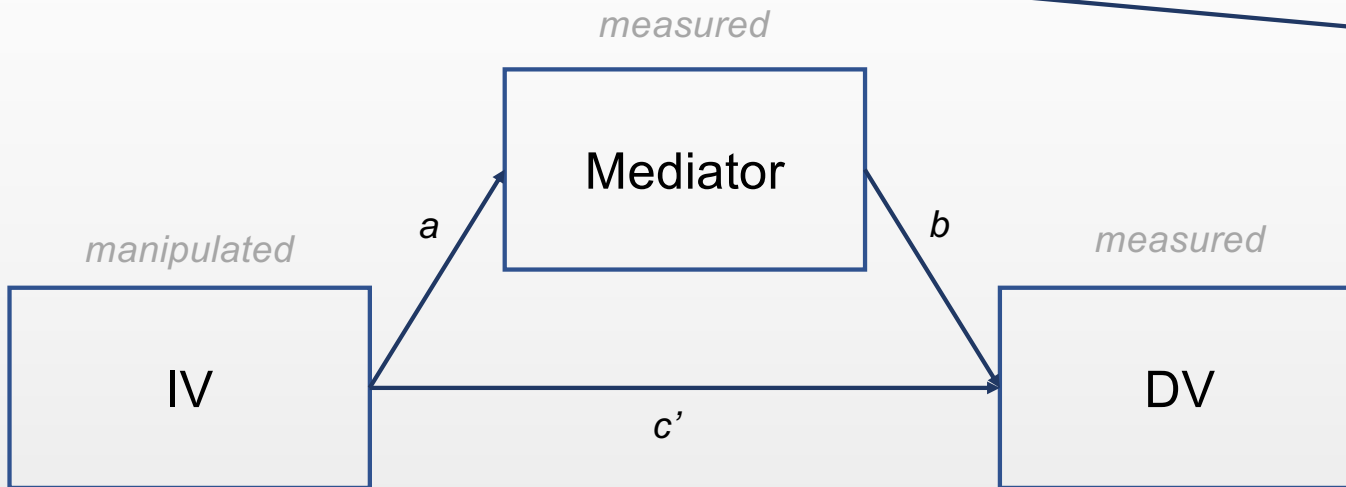 measured
Mediator
a
b
manipulated
measured
IV
DV
c’